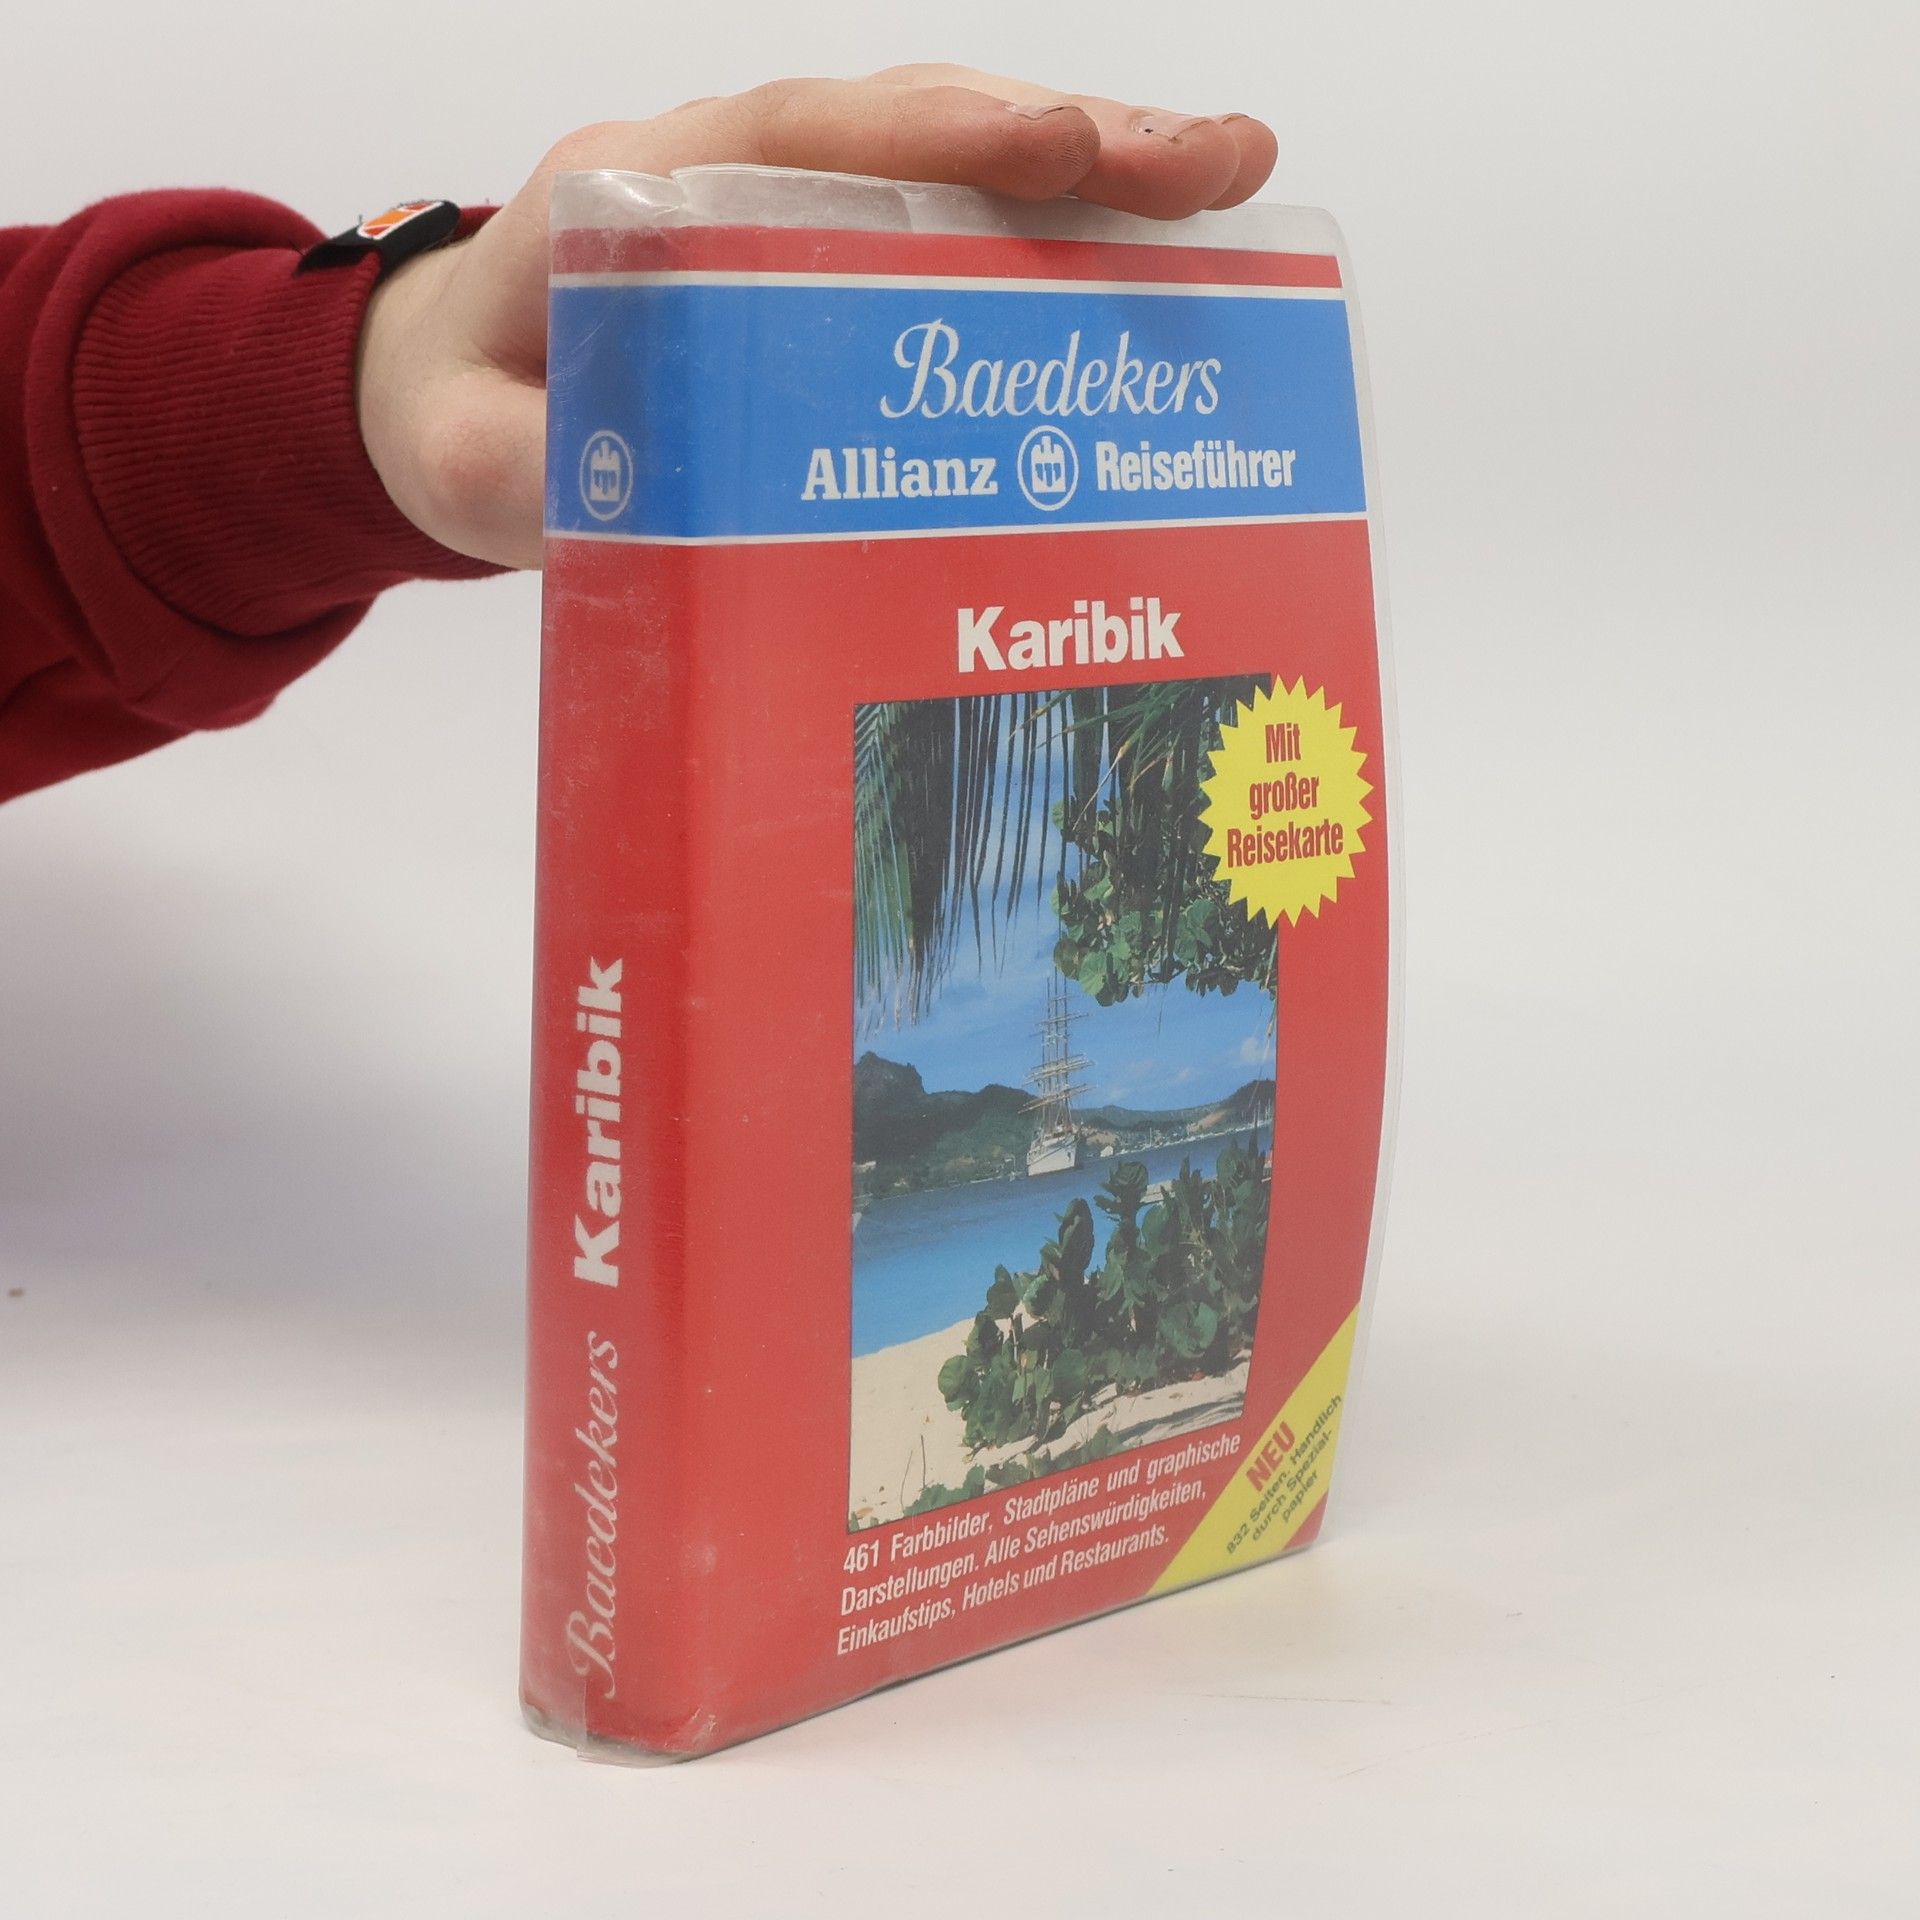 Baedekers
Allianz Reiseführer
Karibik
Mit
großer
Reisekarte
461 Farbbilder, Stadtpläne und graphische
Darstellungen. Alle Sehenswürdigkeiten,
Einkaufstips, Hotels und Restaurants.
NEU
832 Seiten. Handlich
durch Spezial-
papier
Baedekers Karibik